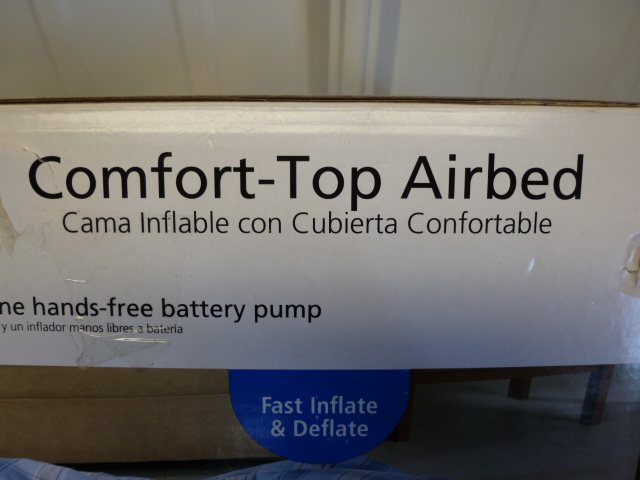 Comfort-Top Airbed
Cama Inflable con Cubierta Confortable
hands-free battery pump
y un inflador manos libres a batería
Fast Inflate
& Deflate